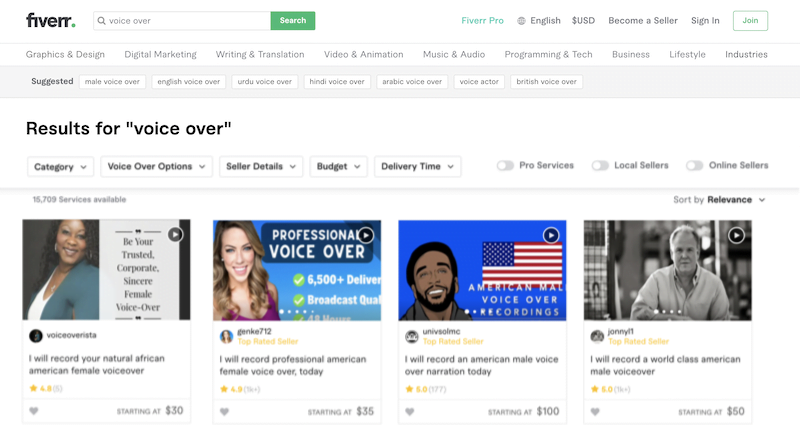 fiverr.
voice over
Search
Fiverr Pro
English
$USD
Become a Seller
Sign In
Join
Graphics & Design
Digital Marketing
Writing & Translation
Video & Animation
Music & Audio
Programming & Tech
Business
Lifestyle
Industries
Suggested
male voice over
english voice over
urdu voice over
hindi voice over
arabic voice over
voice actor
british voice over
Results for "voice over"
Category
Voice Over Options
Seller Details
Budget
Delivery Time
Pro Services
Local Sellers
Online Sellers
15,709 Services available
Sort by Relevance
Be Your
Trusted,
Corporate,
Sincere
Female
Voice-Over
voiceoverista
I will record your natural african
american female voiceover
4.8 (5)
STARTING AT $30
PROFESSIONAL
VOICE OVER
6,500+ Deliver
Broadcast Qual
48 Hours
genke712
Top Rated Seller
I will record professional american
female voice over, today
4.9 (1k+)
STARTING AT $35
AMERICAN MAL
VOICE OVER
RECORDINGS
univsolmc
Top Rated Seller
I will record an american male voice
over narration today
5.0 (177)
STARTING AT $100
jonnyl1
Top Rated Seller
I will record a world class american
male voiceover
5.0 (1k+)
STARTING AT $50